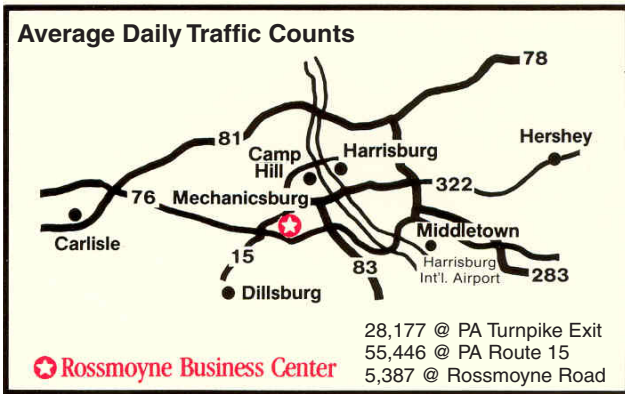 Average Daily Traffic Counts
78
81
Hershey
Camp
Hill
Harrisburg
322
76
Mechanicsburg
Carlisle
Middletown
15
83
Harrisburg
Int'l. Airport
283
Dillsburg
28,177 @ PA Turnpike Exit
55,446 @ PA Route 15
5,387 @ Rossmoyne Road
Rossmoyne Business Center